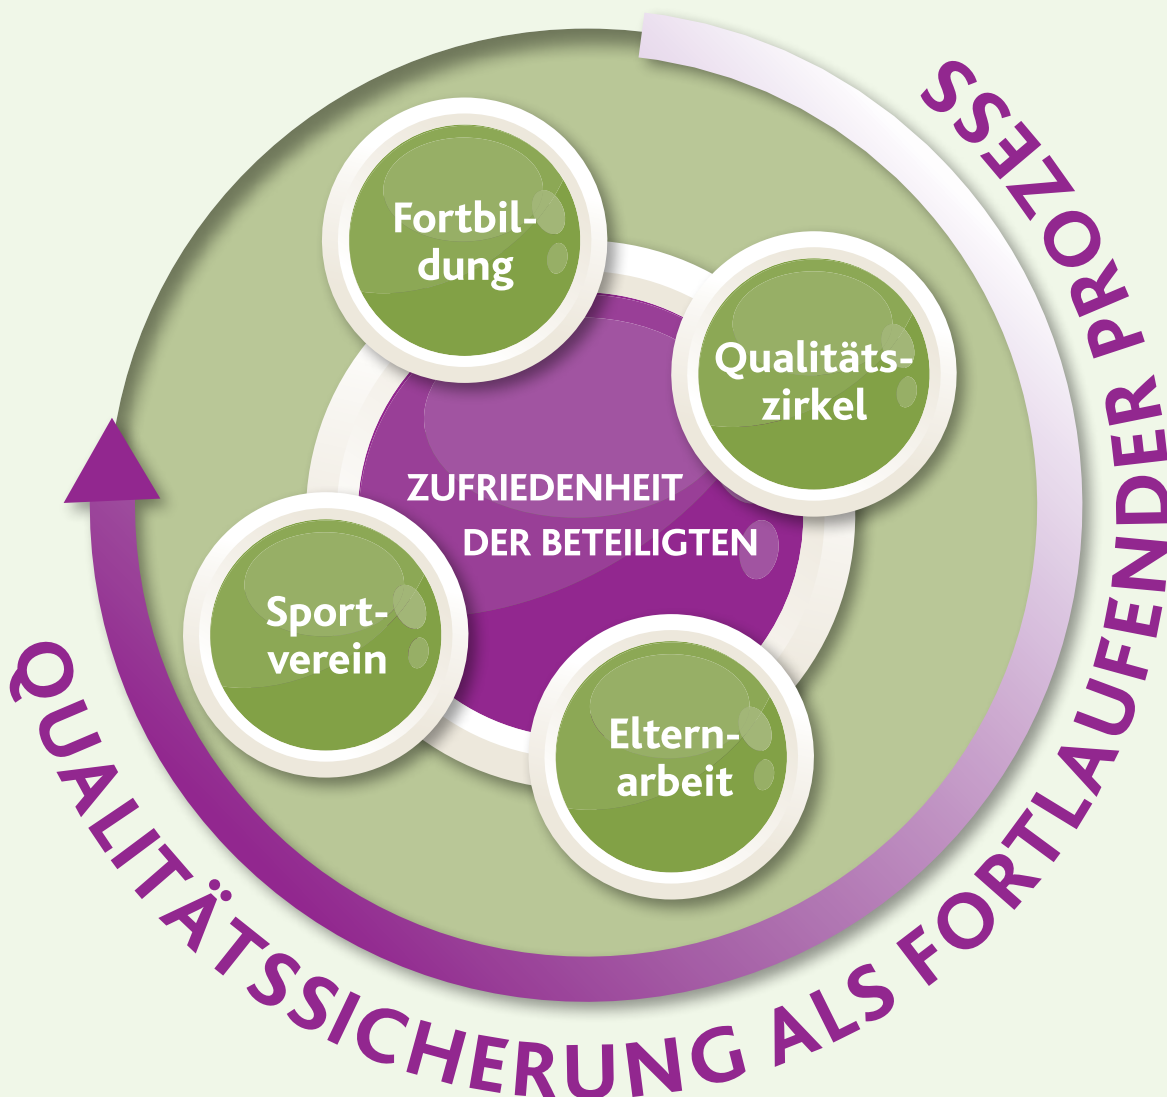 Fortbil-
dung
Qualitäts-
zirkel
ZUFRIEDENHEIT
DER BETEILIGTEN
Sport-
verein
Eltern-
arbeit
QUALITÄTSSICHERUNG ALS FORTLAUFENDER PROZESS